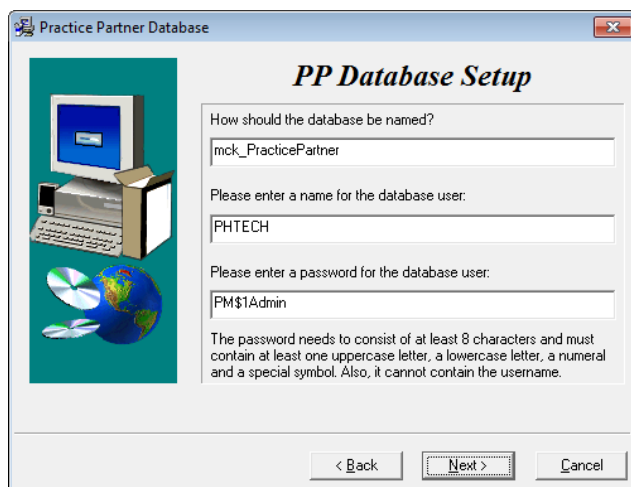 Practice Partner Database
PP Database Setup
How should the database be named?
mck_PracticePartner
Please enter a name for the database user:
PHTECH
Please enter a password for the database user:
PM$1Admin
The password needs to consist of at least 8 characters and must
contain at least one uppercase letter, a lowercase letter, a numeral
and a special symbol. Also, it cannot contain the username.
< Back
Next >
Cancel